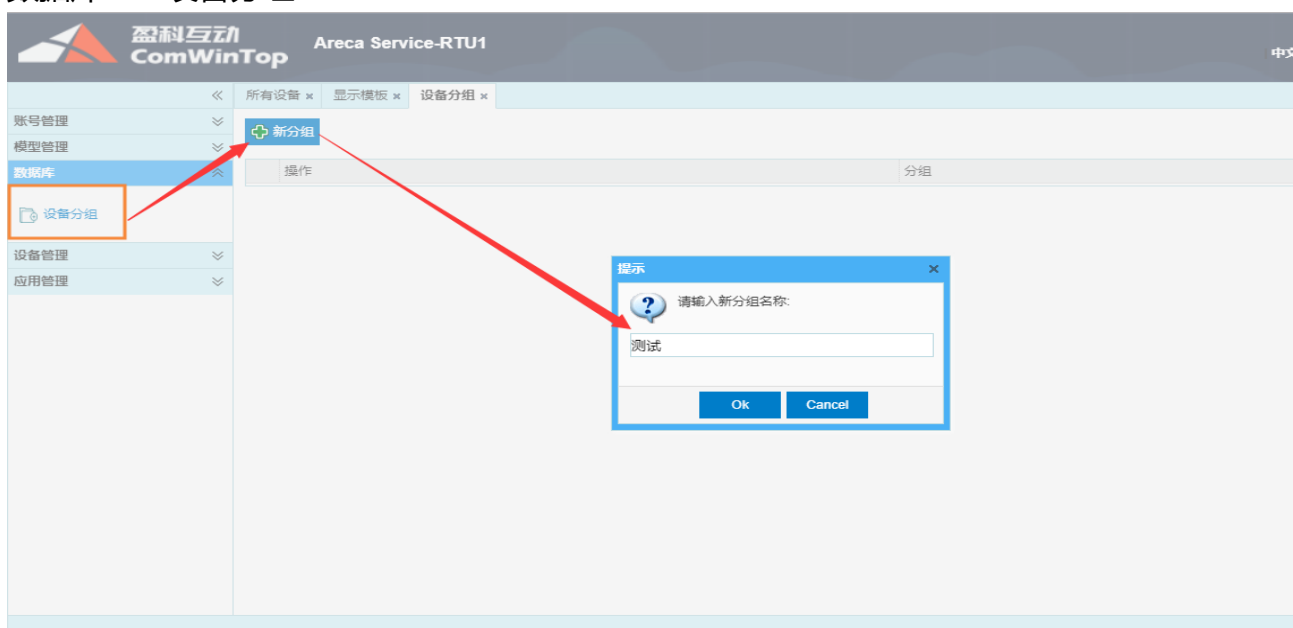 盈科互动
ComWinTop
Areca Service-RTU1
中文
所有设备 × 显示模板 × 设备分组 ×
账号管理
新分组
模型管理
数据库
操作 分组
设备分组
设备管理
应用管理
提示 ×
请输入新分组名称:
测试
Ok Cancel